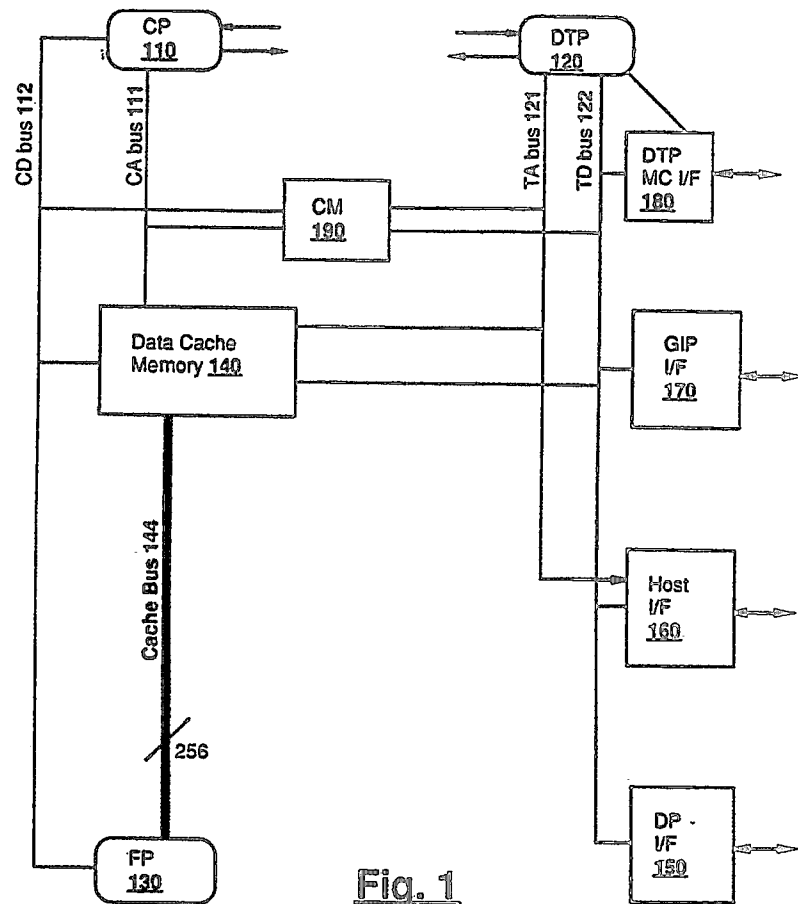 CP
110
DTP
120
CD bus 112
CA bus 111
TA bus 121
TD bus 122
DTP
MC I/F
180
CM
190
Data Cache
Memory 140
GIP
I/F
170
Cache Bus 144
Host
I/F
160
256
DP
I/F
150
FP
130
Fig. 1